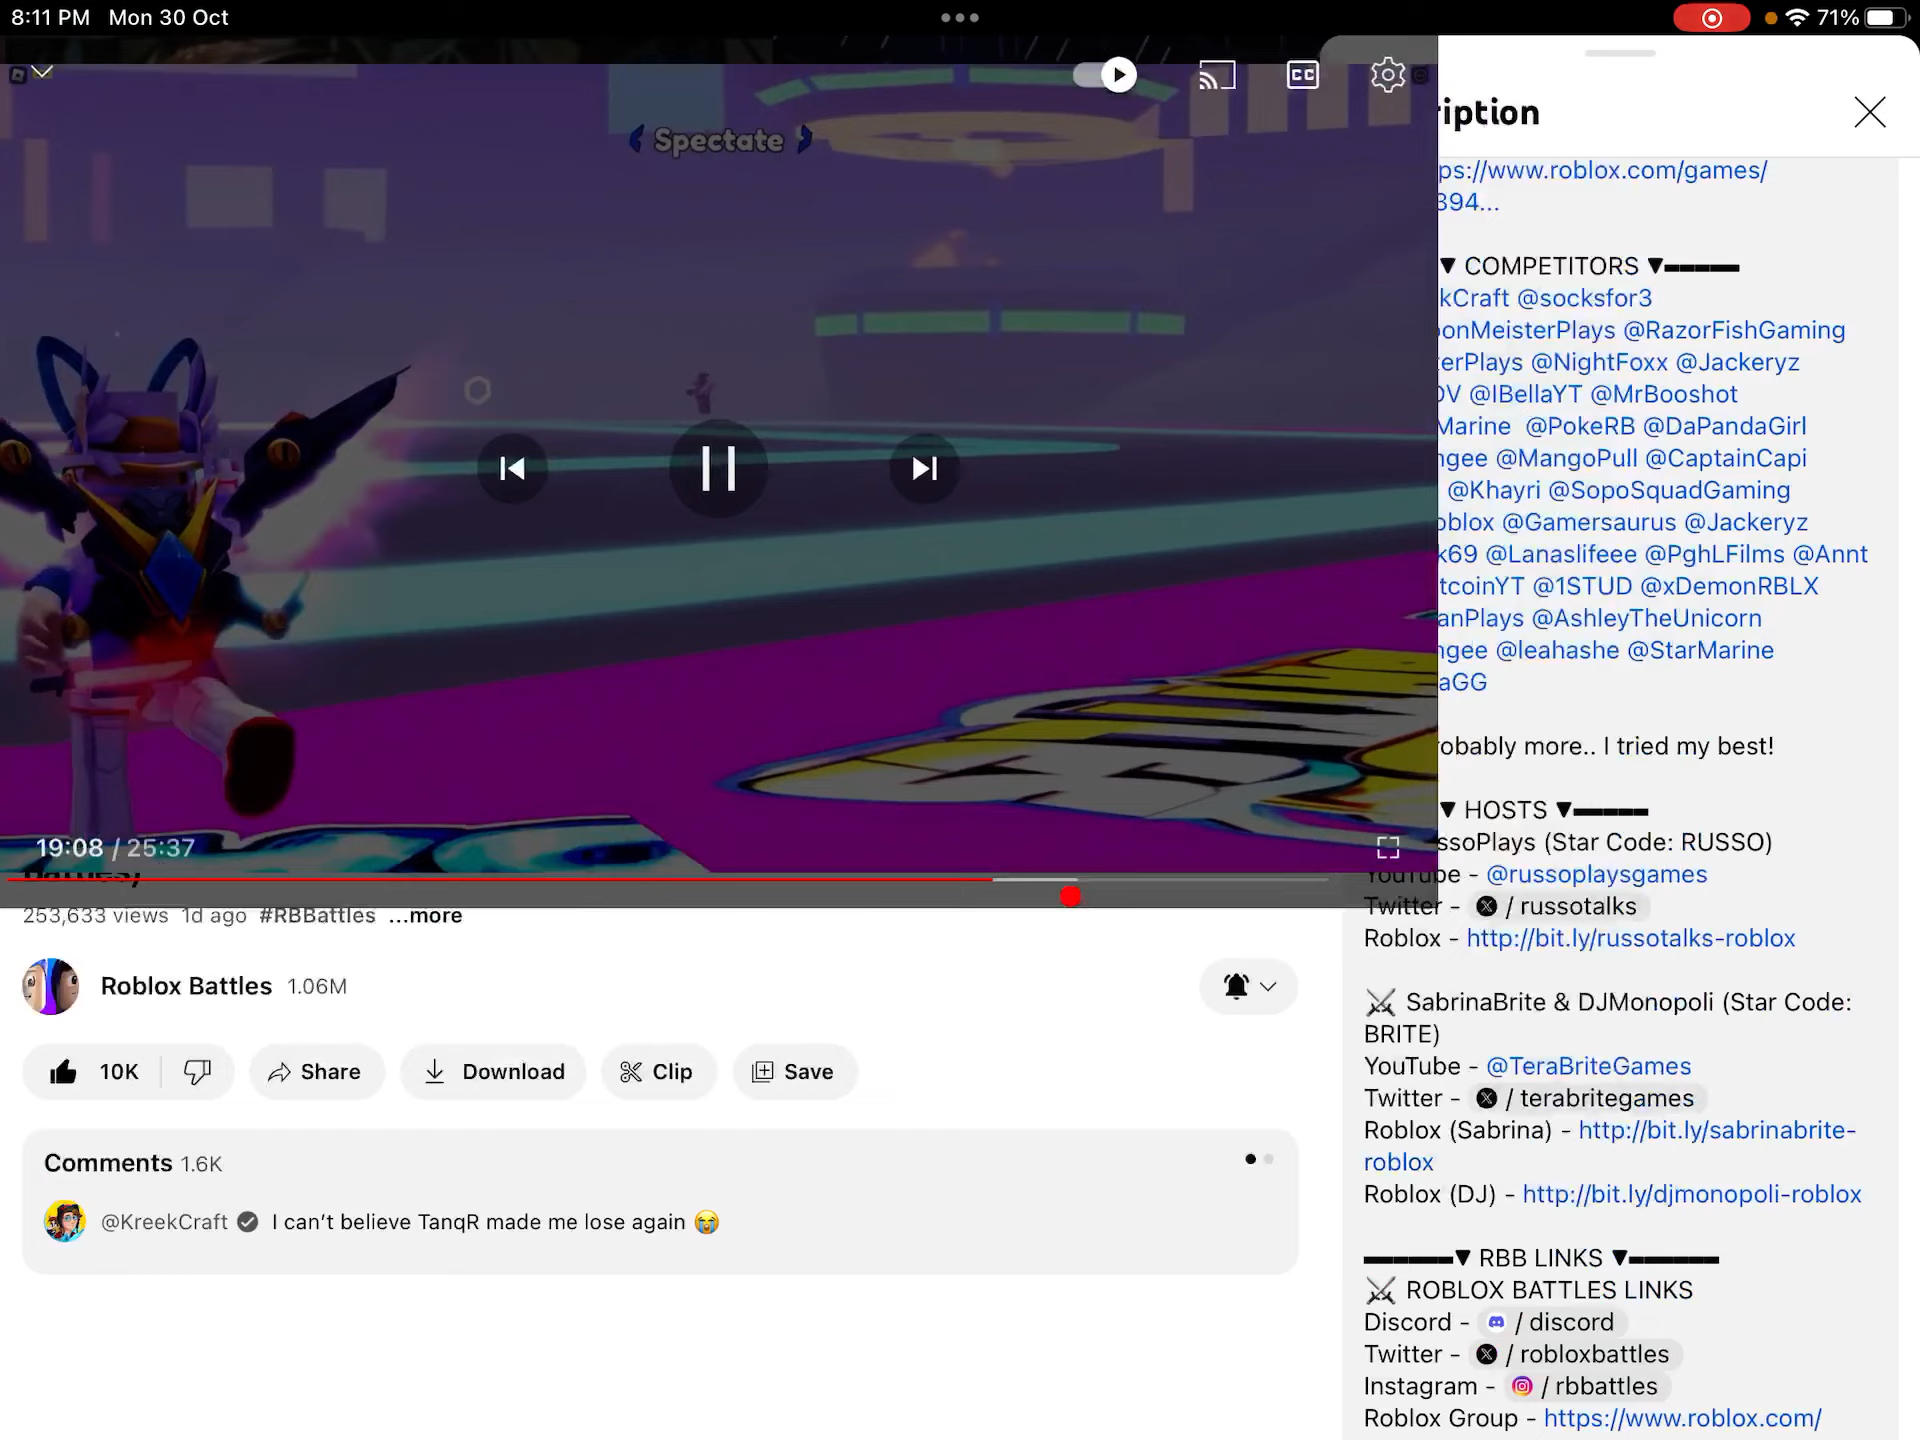 8:11 PM Mon 30 Oct
71%
Spectate
CC
19:08 / 25:37
253,633 views 1d ago #RBBattles ...more
Roblox Battles 1.06M
10K
Share
Download
Clip
Save
Comments 1.6K
@KreekCraft I can't believe TanqR made me lose again 😭
iption
ps://www.roblox.com/games/
394...
▼ COMPETITORS ▼▬▬▬▬
kCraft @socksfor3
onMeisterPlays @RazorFishGaming
terPlays @NightFoxx @Jackeryz
OV @IBellaYT @MrBooshot
Marine @PokeRB @DaPandaGirl
ngee @MangoPull @CaptainCapi
@Khayri @SopoSquadGaming
oblox @Gamersaurus @Jackeryz
k69 @Lanaslifeee @PghLFilms @Annt
tcoinYT @1STUD @xDemonRBLX
anPlays @AshleyTheUnicorn
ngee @leahashe @StarMarine
aGG
obably more.. I tried my best!
▼ HOSTS ▼▬▬▬▬
ssoPlays (Star Code: RUSSO)
YouTube - @russoplaysgames
Twitter - / russotalks
Roblox - http://bit.ly/russotalks-roblox
⚔ SabrinaBrite & DJMonopoli (Star Code:
BRITE)
YouTube - @TeraBriteGames
Twitter - / terabritegames
Roblox (Sabrina) - http://bit.ly/sabrinabrite-
roblox
Roblox (DJ) - http://bit.ly/djmonopoli-roblox
▬▬▬▬▬▼ RBB LINKS ▼▬▬▬▬▬
⚔ ROBLOX BATTLES LINKS
Discord - / discord
Twitter - / robloxbattles
Instagram - / rbbattles
Roblox Group - https://www.roblox.com/